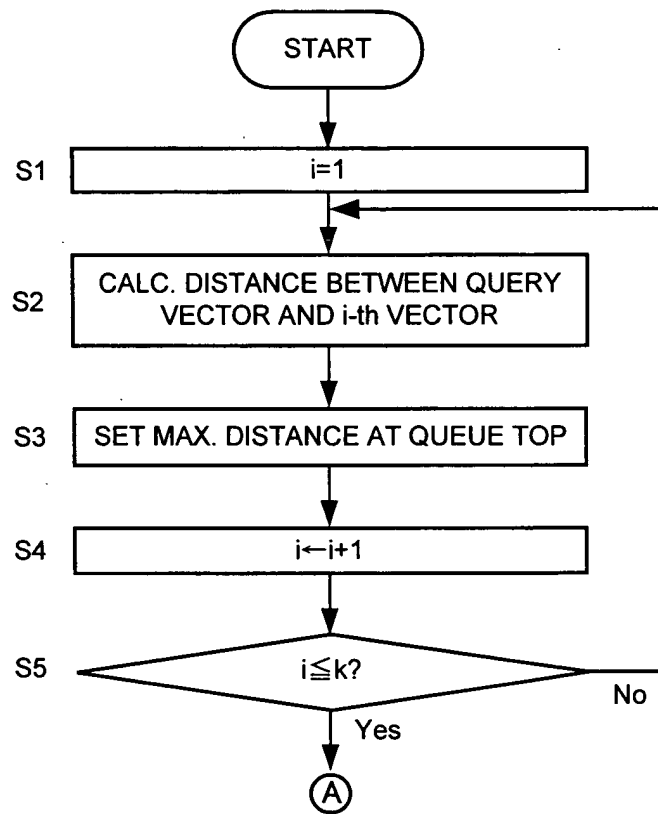 START
S1
i=1
S2
CALC. DISTANCE BETWEEN QUERY
VECTOR AND i-th VECTOR
S3
SET MAX. DISTANCE AT QUEUE TOP
S4
i←i+1
S5
i≦k?
No
Yes
A